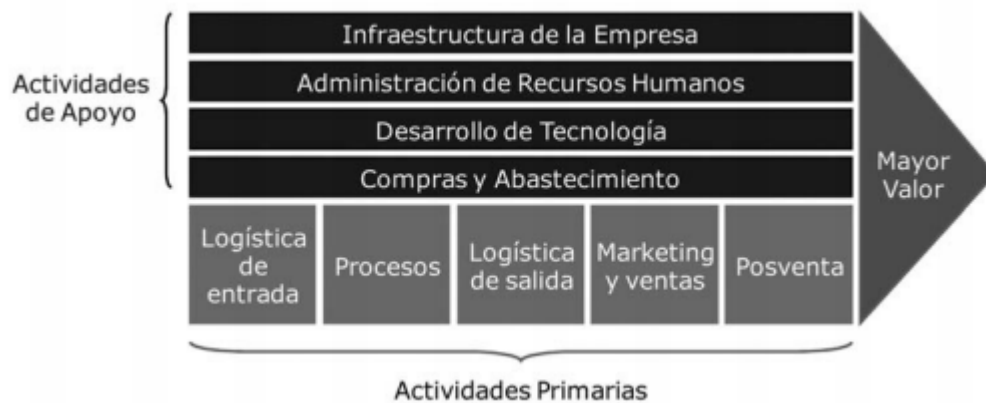 Infraestructura de la Empresa
Administración de Recursos Humanos
Desarrollo de Tecnología
Compras y Abastecimiento
Actividades
de Apoyo
Logística
de
entrada
Procesos
Logística
de salida
Marketing
y ventas
Posventa
Mayor
Valor
Actividades Primarias